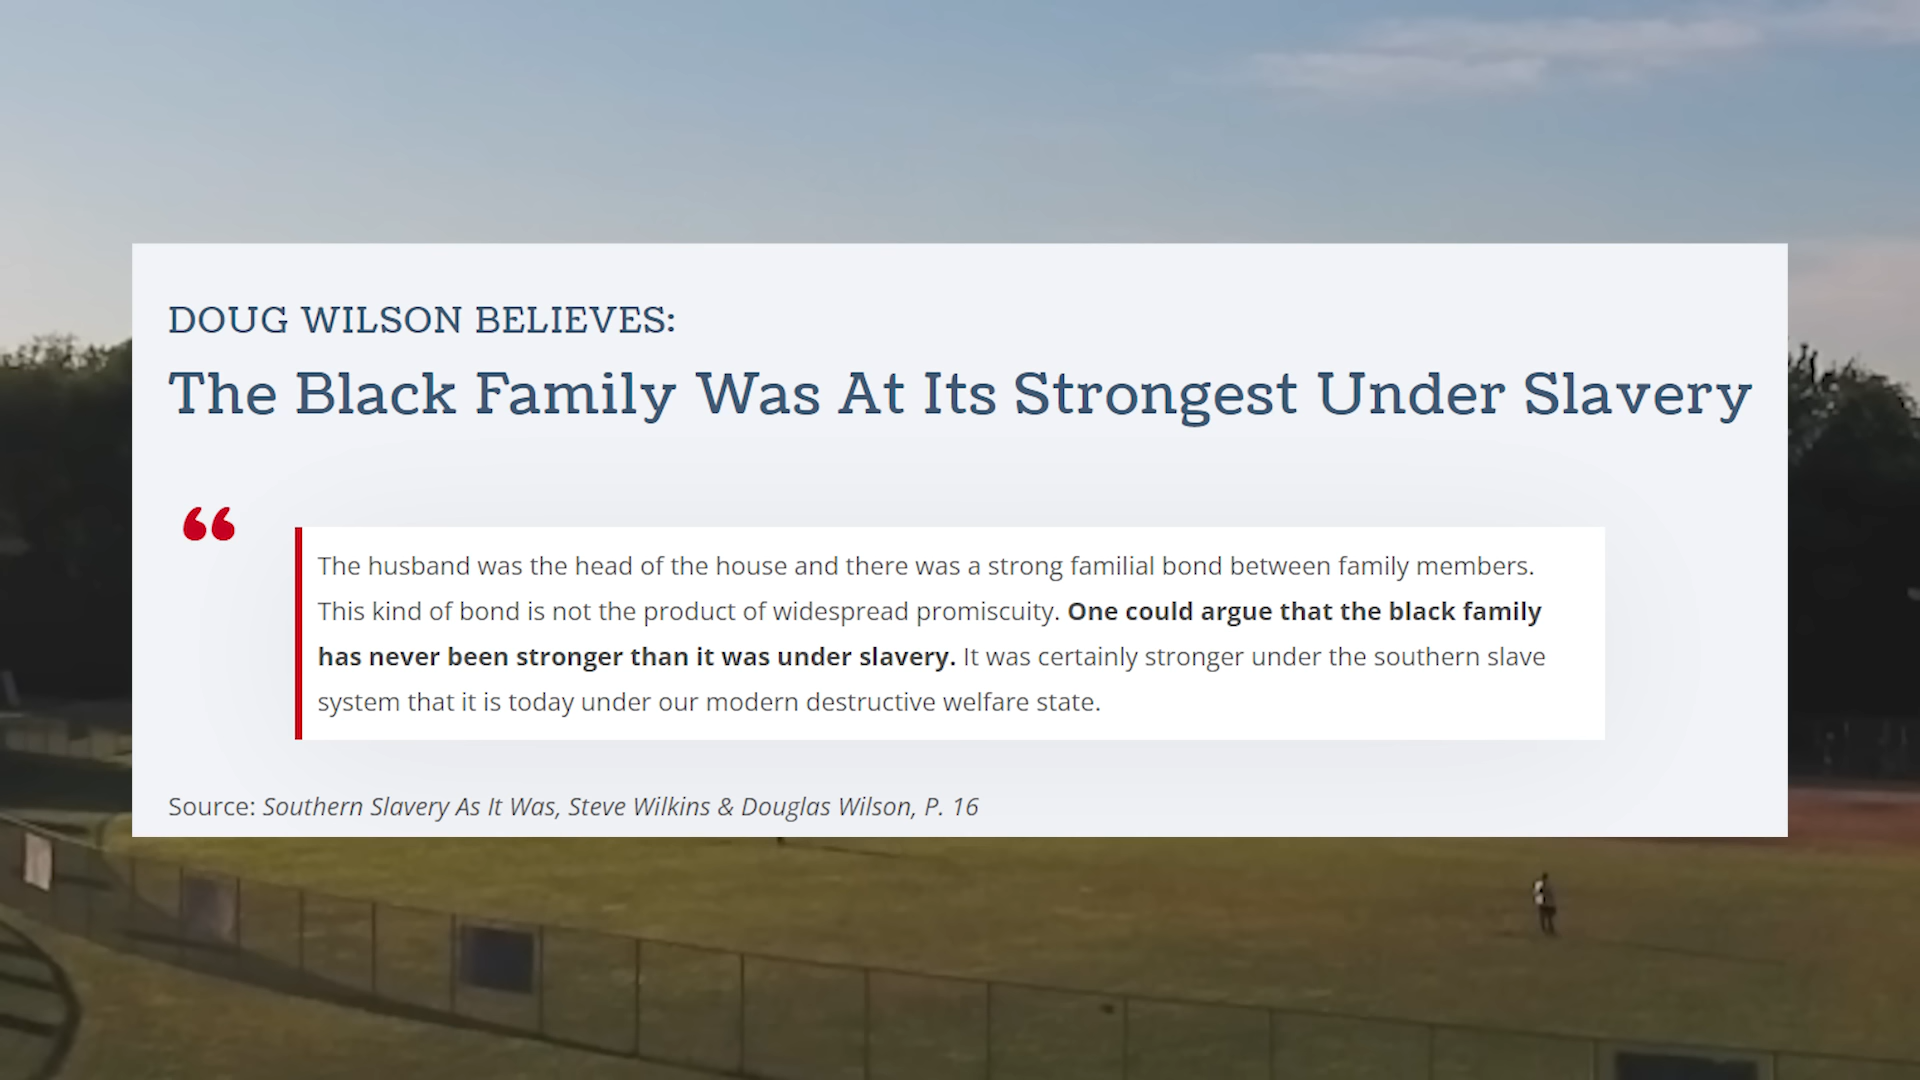 DOUG WILSON BELIEVES:
The Black Family Was At Its Strongest Under Slavery
“
The husband was the head of the house and there was a strong familial bond between family members.
This kind of bond is not the product of widespread promiscuity. One could argue that the black family
has never been stronger than it was under slavery. It was certainly stronger under the southern slave
system that it is today under our modern destructive welfare state.
Source: Southern Slavery As It Was, Steve Wilkins & Douglas Wilson, P. 16